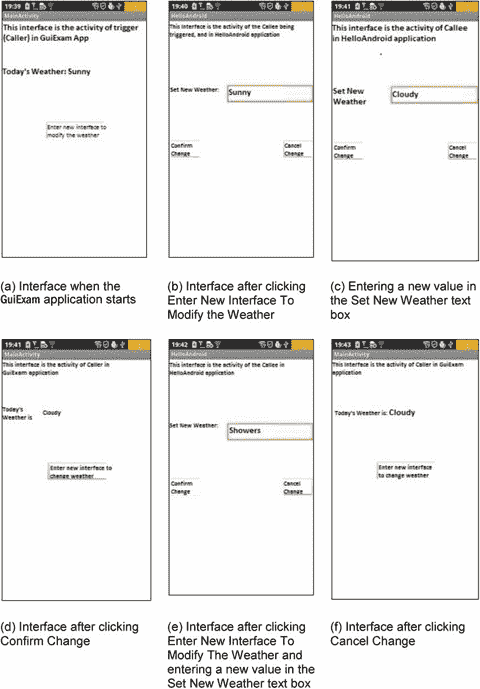 19:39
MainActivity
This interface is the activity of trigger
(Caller) in GuiExam App
Today's Weather: Sunny
Enter new interface to
modify the weather
(a) Interface when the
GuiExam application starts
19:40
HelloAndroid
This interface is the activity of the Callee being
triggered, and in HelloAndroid application
Set New Weather:
Sunny
Confirm
Change
Cancel
Change
(b) Interface after clicking
Enter New Interface To
Modify the Weather
19:41
HelloAndroid
This interface is the activity of Callee
in HelloAndroid application
Set New
Weather
Cloudy
Confirm
Change
Cancel
Change
(c) Entering a new value in
the Set New Weather text
box
19:41
MainActivity
This interface is the activity of Caller in
GuiExam application
Today's
Weather is
Cloudy
Enter new interface to
change weather
(d) Interface after clicking
Confirm Change
19:42
HelloAndroid
This interface is the activity of the Callee in
HelloAndroid application
Set New Weather:
Showers
Confirm
Change
Cancel
Change
(e) Interface after clicking
Enter New Interface To
Modify The Weather and
entering a new value in the
Set New Weather text box
19:43
MainActivity
This interface is the activity of Caller in GuiExam
application
Today's Weather is: Cloudy
Enter new interface
to change weather
(f) Interface after clicking
Cancel Change